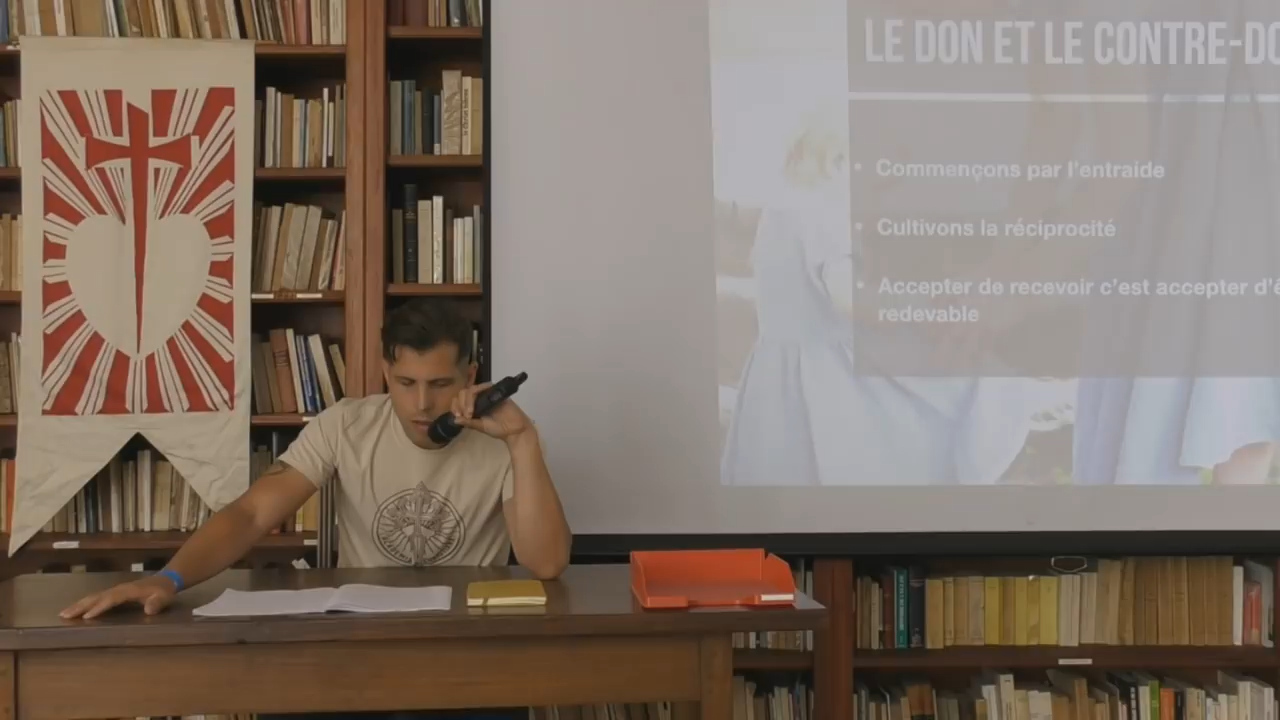 LE DON ET LE CONTRE-DO
• Commençons par l'entraide
• Cultivons la réciprocité
• Accepter de recevoir c'est accepter d'ê
redevable